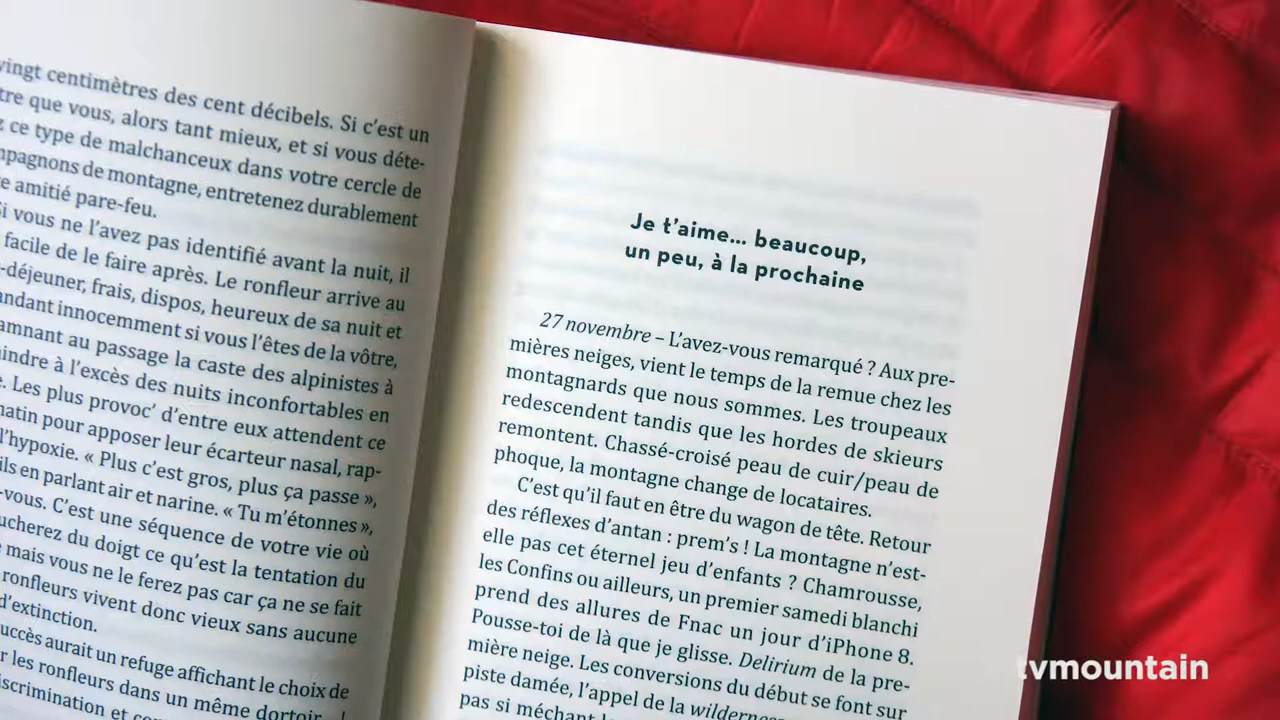 vingt centimètres des cent décibels. Si c’est un
que vous, alors tant mieux, et si vous déte-
ce type de malchanceux dans votre cercle de
de montagne, entretenez durablement
amitié pare-feu.
Si vous ne l’avez pas identifié avant la nuit, il
facile de le faire après. Le ronfleur arrive au
-déjeuner, frais, dispos, heureux de sa nuit et
innocemment si vous l’êtes de la vôtre,
au passage la caste des alpinistes à
à l’excès des nuits inconfortables en
Les plus provoc’ d’entre eux attendent ce
matin pour apposer leur écarteur nasal, rap-
l’hypoxie. « Plus c’est gros, plus ça passe »,
ils en parlant air et narine. « Tu m’étonnes »,
-vous. C’est une séquence de votre vie où
du doigt ce qu’est la tentation du
mais vous ne le ferez pas car ça ne se fait
ronfleurs vivent donc vieux sans aucune
d’extinction.
aurait un refuge affichant le choix de
les ronfleurs dans un même dortoir
et
Je t’aime… beaucoup,
un peu, à la prochaine
27 novembre – L’avez-vous remarqué ? Aux pre-
mières neiges, vient le temps de la remue chez les
montagnards que nous sommes. Les troupeaux
redescendent tandis que les hordes de skieurs
remontent. Chassé-croisé peau de cuir/peau de
phoque, la montagne change de locataires.
C’est qu’il faut en être du wagon de tête. Retour
des réflexes d’antan : prem’s ! La montagne n’est-
elle pas cet éternel jeu d’enfants ? Chamrousse,
les Confins ou ailleurs, un premier samedi blanchi
prend des allures de Fnac un jour d’iPhone 8.
Pousse-toi de là que je glisse. Delirium de la pre-
mière neige. Les conversions du début se font sur
piste damée, l’appel de la wilderness
pas si méchant
tvmountain